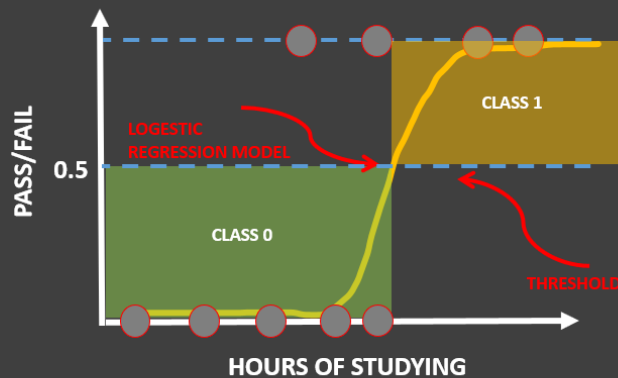 CLASS 1
LOGESTIC
REGRESSION MODEL
PASS/FAIL
0.5
CLASS 0
THRESHOLD
HOURS OF STUDYING